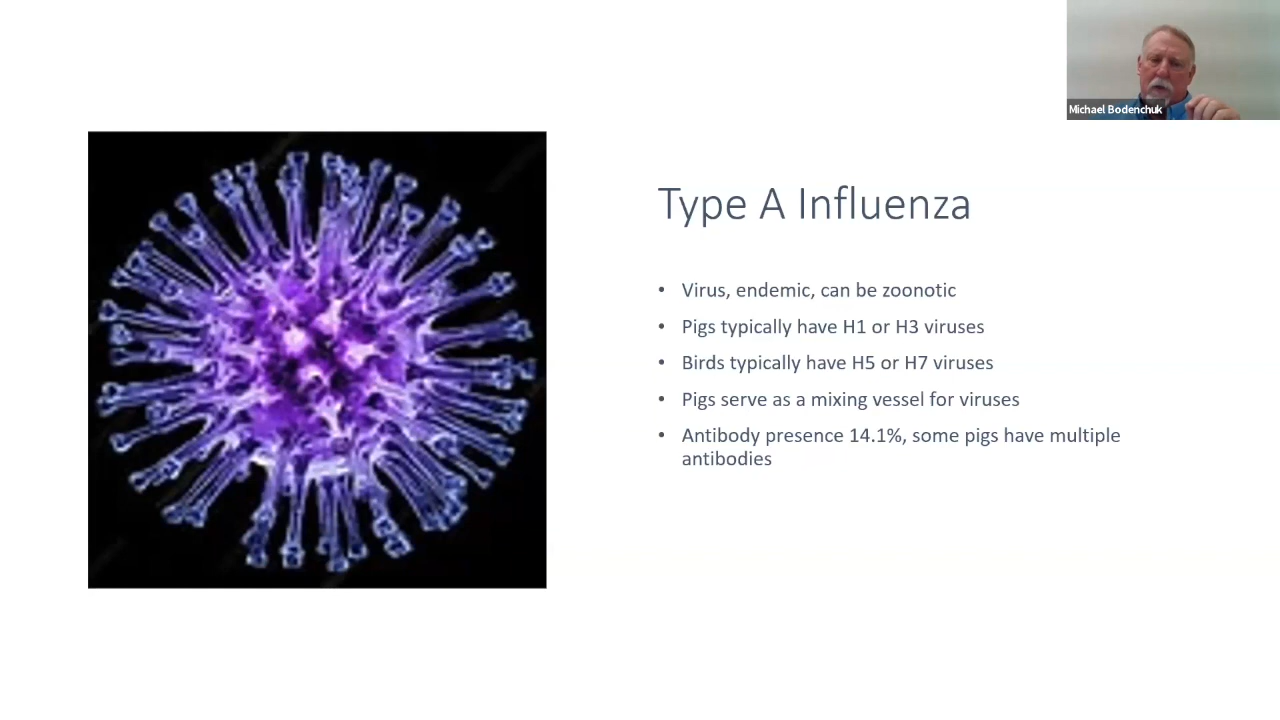 Michael Bodenchuk
Type A Influenza
• Virus, endemic, can be zoonotic
• Pigs typically have H1 or H3 viruses
• Birds typically have H5 or H7 viruses
• Pigs serve as a mixing vessel for viruses
• Antibody presence 14.1%, some pigs have multiple
antibodies